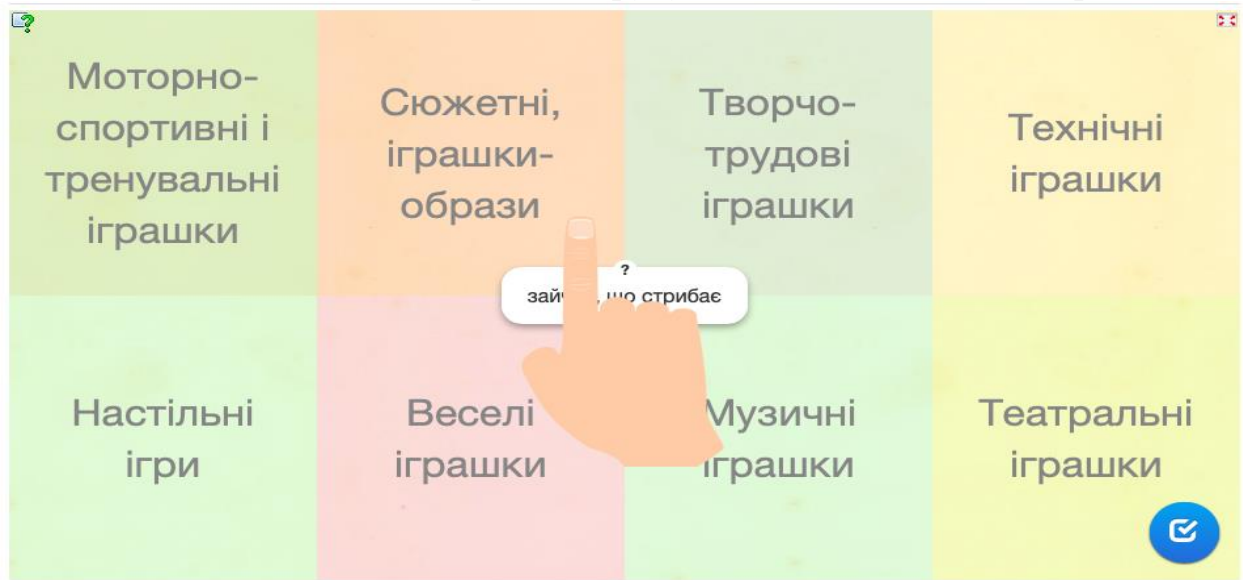 Моторно-
спортивні і
тренувальні
іграшки
Сюжетні,
іграшки-
образи
Творчо-
трудові
іграшки
Технічні
іграшки
?
що стрибає
Настільні
ігри
Веселі
іграшки
Музичні
іграшки
Театральні
іграшки